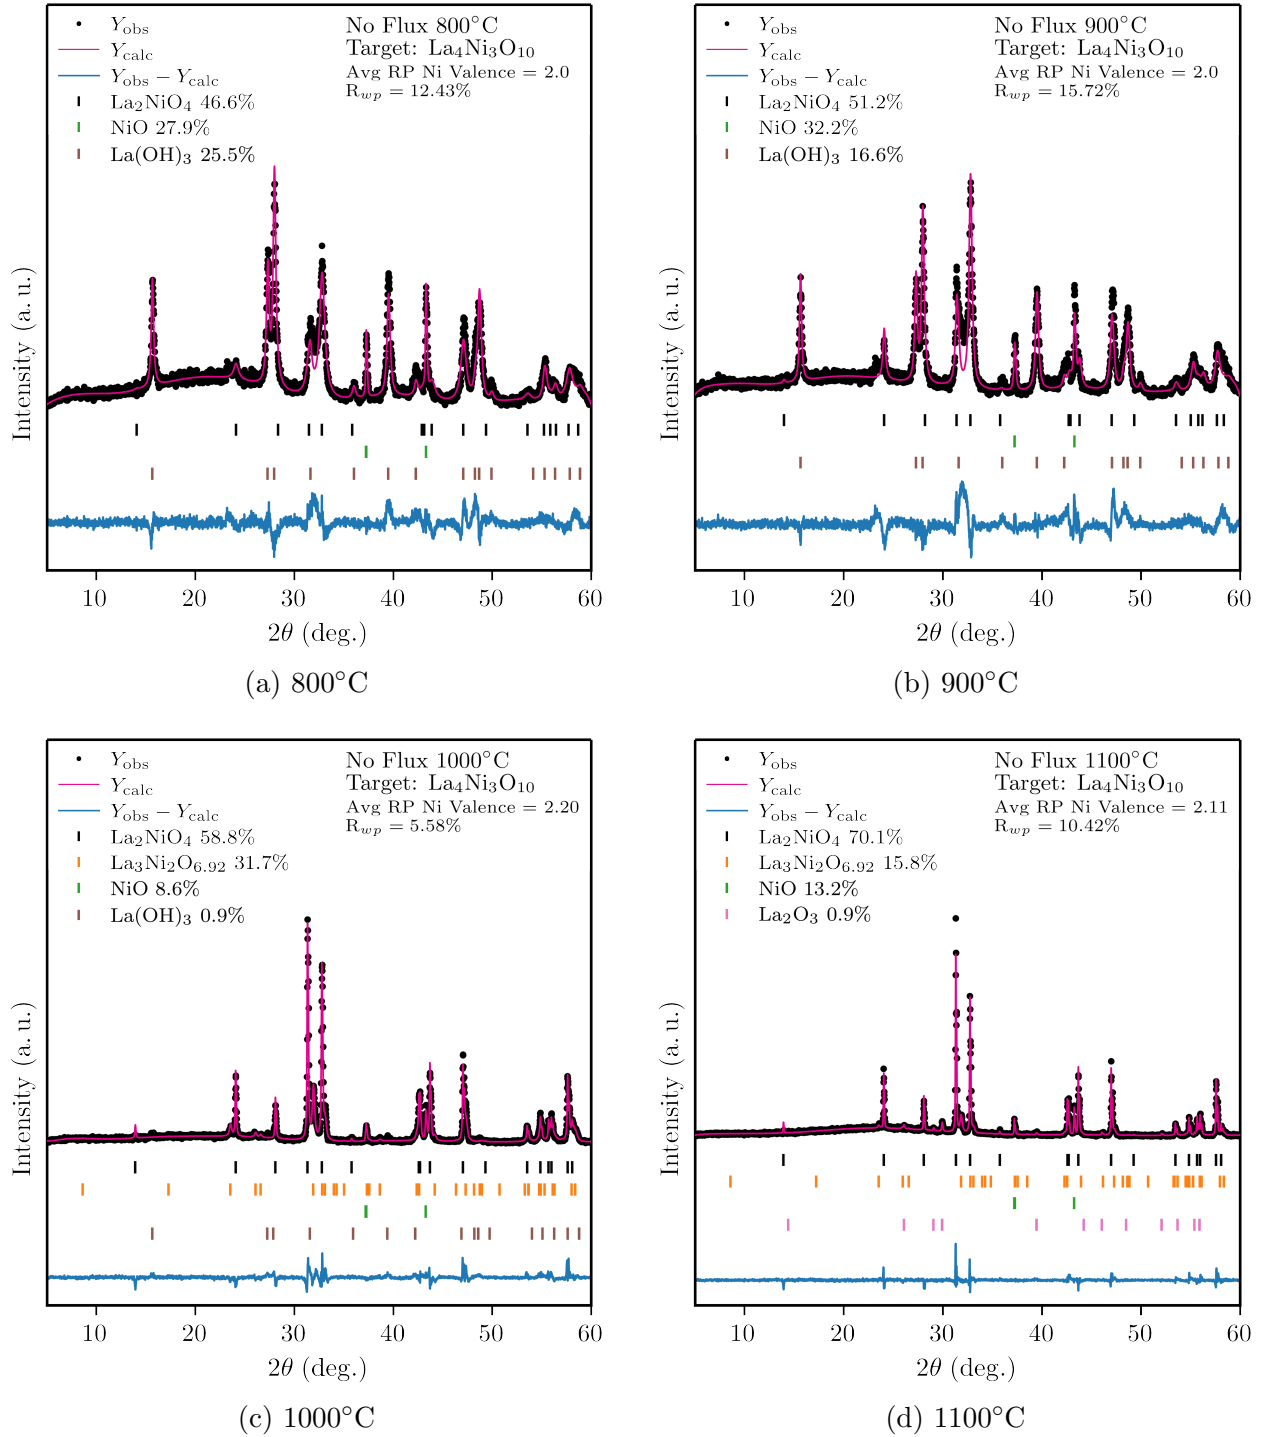 Y_obs
Y_calc
Y_obs − Y_calc
La₂NiO₄ 46.6%
NiO 27.9%
La(OH)₃ 25.5%
No Flux 800°C
Target: La₄Ni₃O₁₀
Avg RP Ni Valence = 2.0
R_wp = 12.43%
Intensity (a. u.)
10 20 30 40 50 60
2θ (deg.)
(a) 800°C
Y_obs
Y_calc
Y_obs − Y_calc
La₂NiO₄ 51.2%
NiO 32.2%
La(OH)₃ 16.6%
No Flux 900°C
Target: La₄Ni₃O₁₀
Avg RP Ni Valence = 2.0
R_wp = 15.72%
Intensity (a. u.)
10 20 30 40 50 60
2θ (deg.)
(b) 900°C
Y_obs
Y_calc
Y_obs − Y_calc
La₂NiO₄ 58.8%
La₃Ni₂O₆.₉₂ 31.7%
NiO 8.6%
La(OH)₃ 0.9%
No Flux 1000°C
Target: La₄Ni₃O₁₀
Avg RP Ni Valence = 2.20
R_wp = 5.58%
Intensity (a. u.)
10 20 30 40 50 60
2θ (deg.)
(c) 1000°C
Y_obs
Y_calc
Y_obs − Y_calc
La₂NiO₄ 70.1%
La₃Ni₂O₆.₉₂ 15.8%
NiO 13.2%
La₂O₃ 0.9%
No Flux 1100°C
Target: La₄Ni₃O₁₀
Avg RP Ni Valence = 2.11
R_wp = 10.42%
Intensity (a. u.)
10 20 30 40 50 60
2θ (deg.)
(d) 1100°C